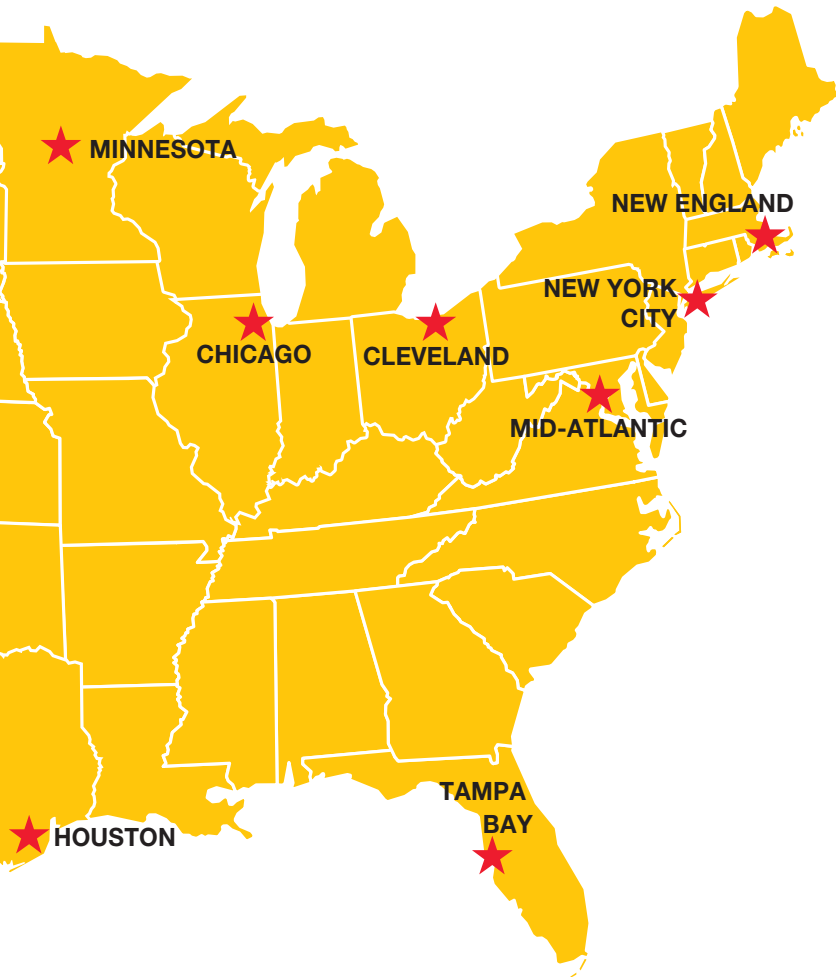 MINNESOTA
NEW ENGLAND
NEW YORK
CITY
CHICAGO
CLEVELAND
MID-ATLANTIC
TAMPA
BAY
HOUSTON